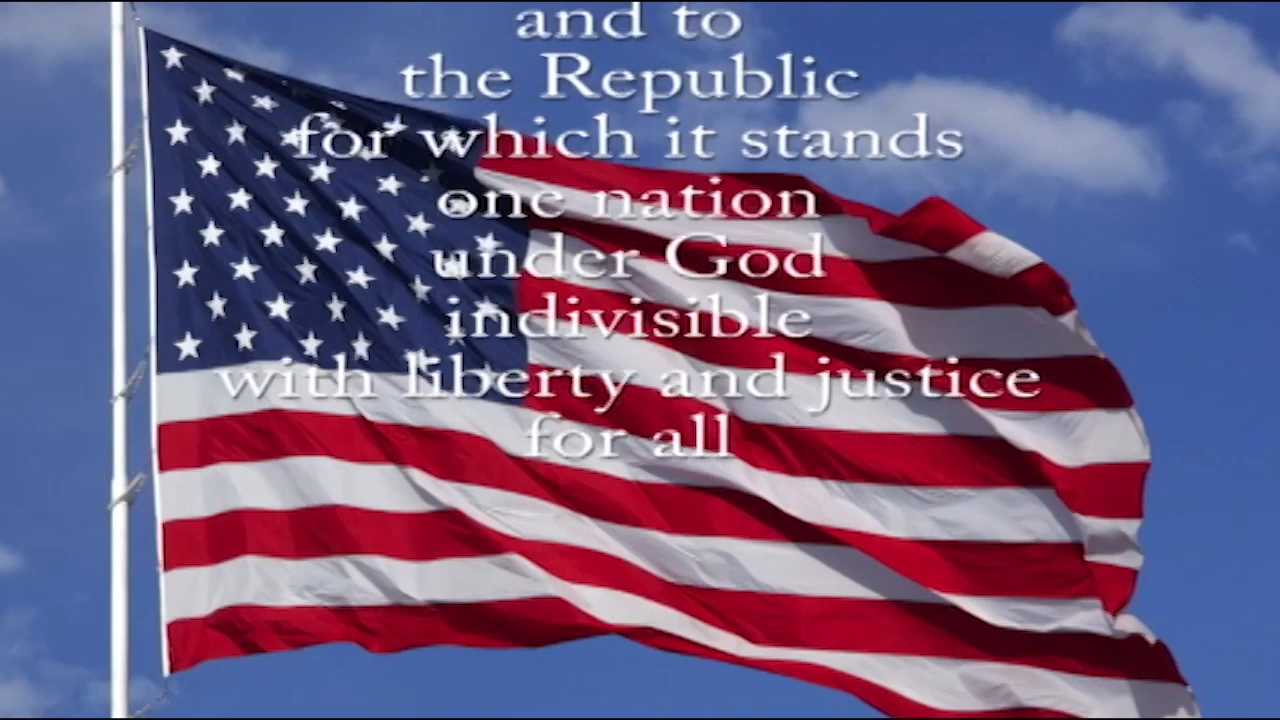 and to
the Republic
for which it stands
one nation
under God
indivisible
with liberty and justice
for all